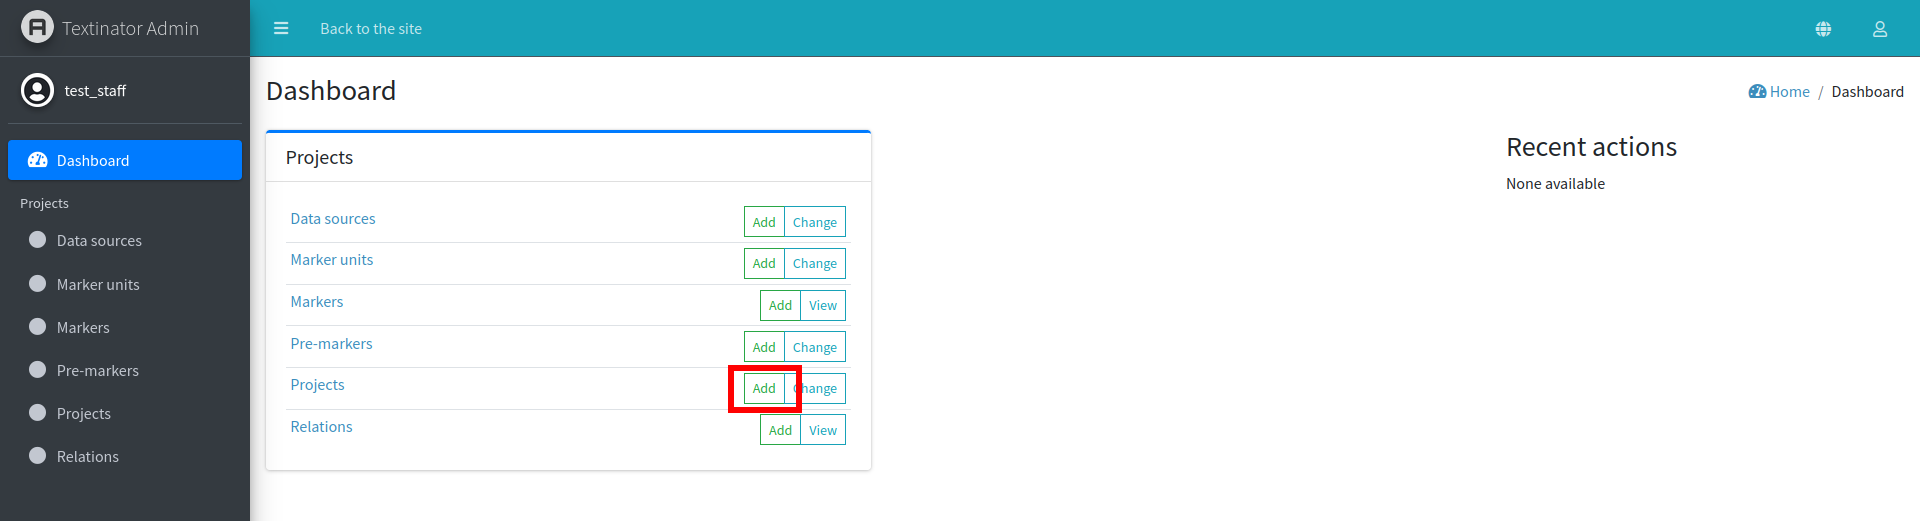 Textinator Admin
Back to the site
test_staff
Dashboard
Projects
Data sources
Marker units
Markers
Pre-markers
Projects
Relations
Dashboard
Home / Dashboard
Projects
Data sources Add Change
Marker units Add Change
Markers Add View
Pre-markers Add Change
Projects Add Change
Relations Add View
Recent actions
None available